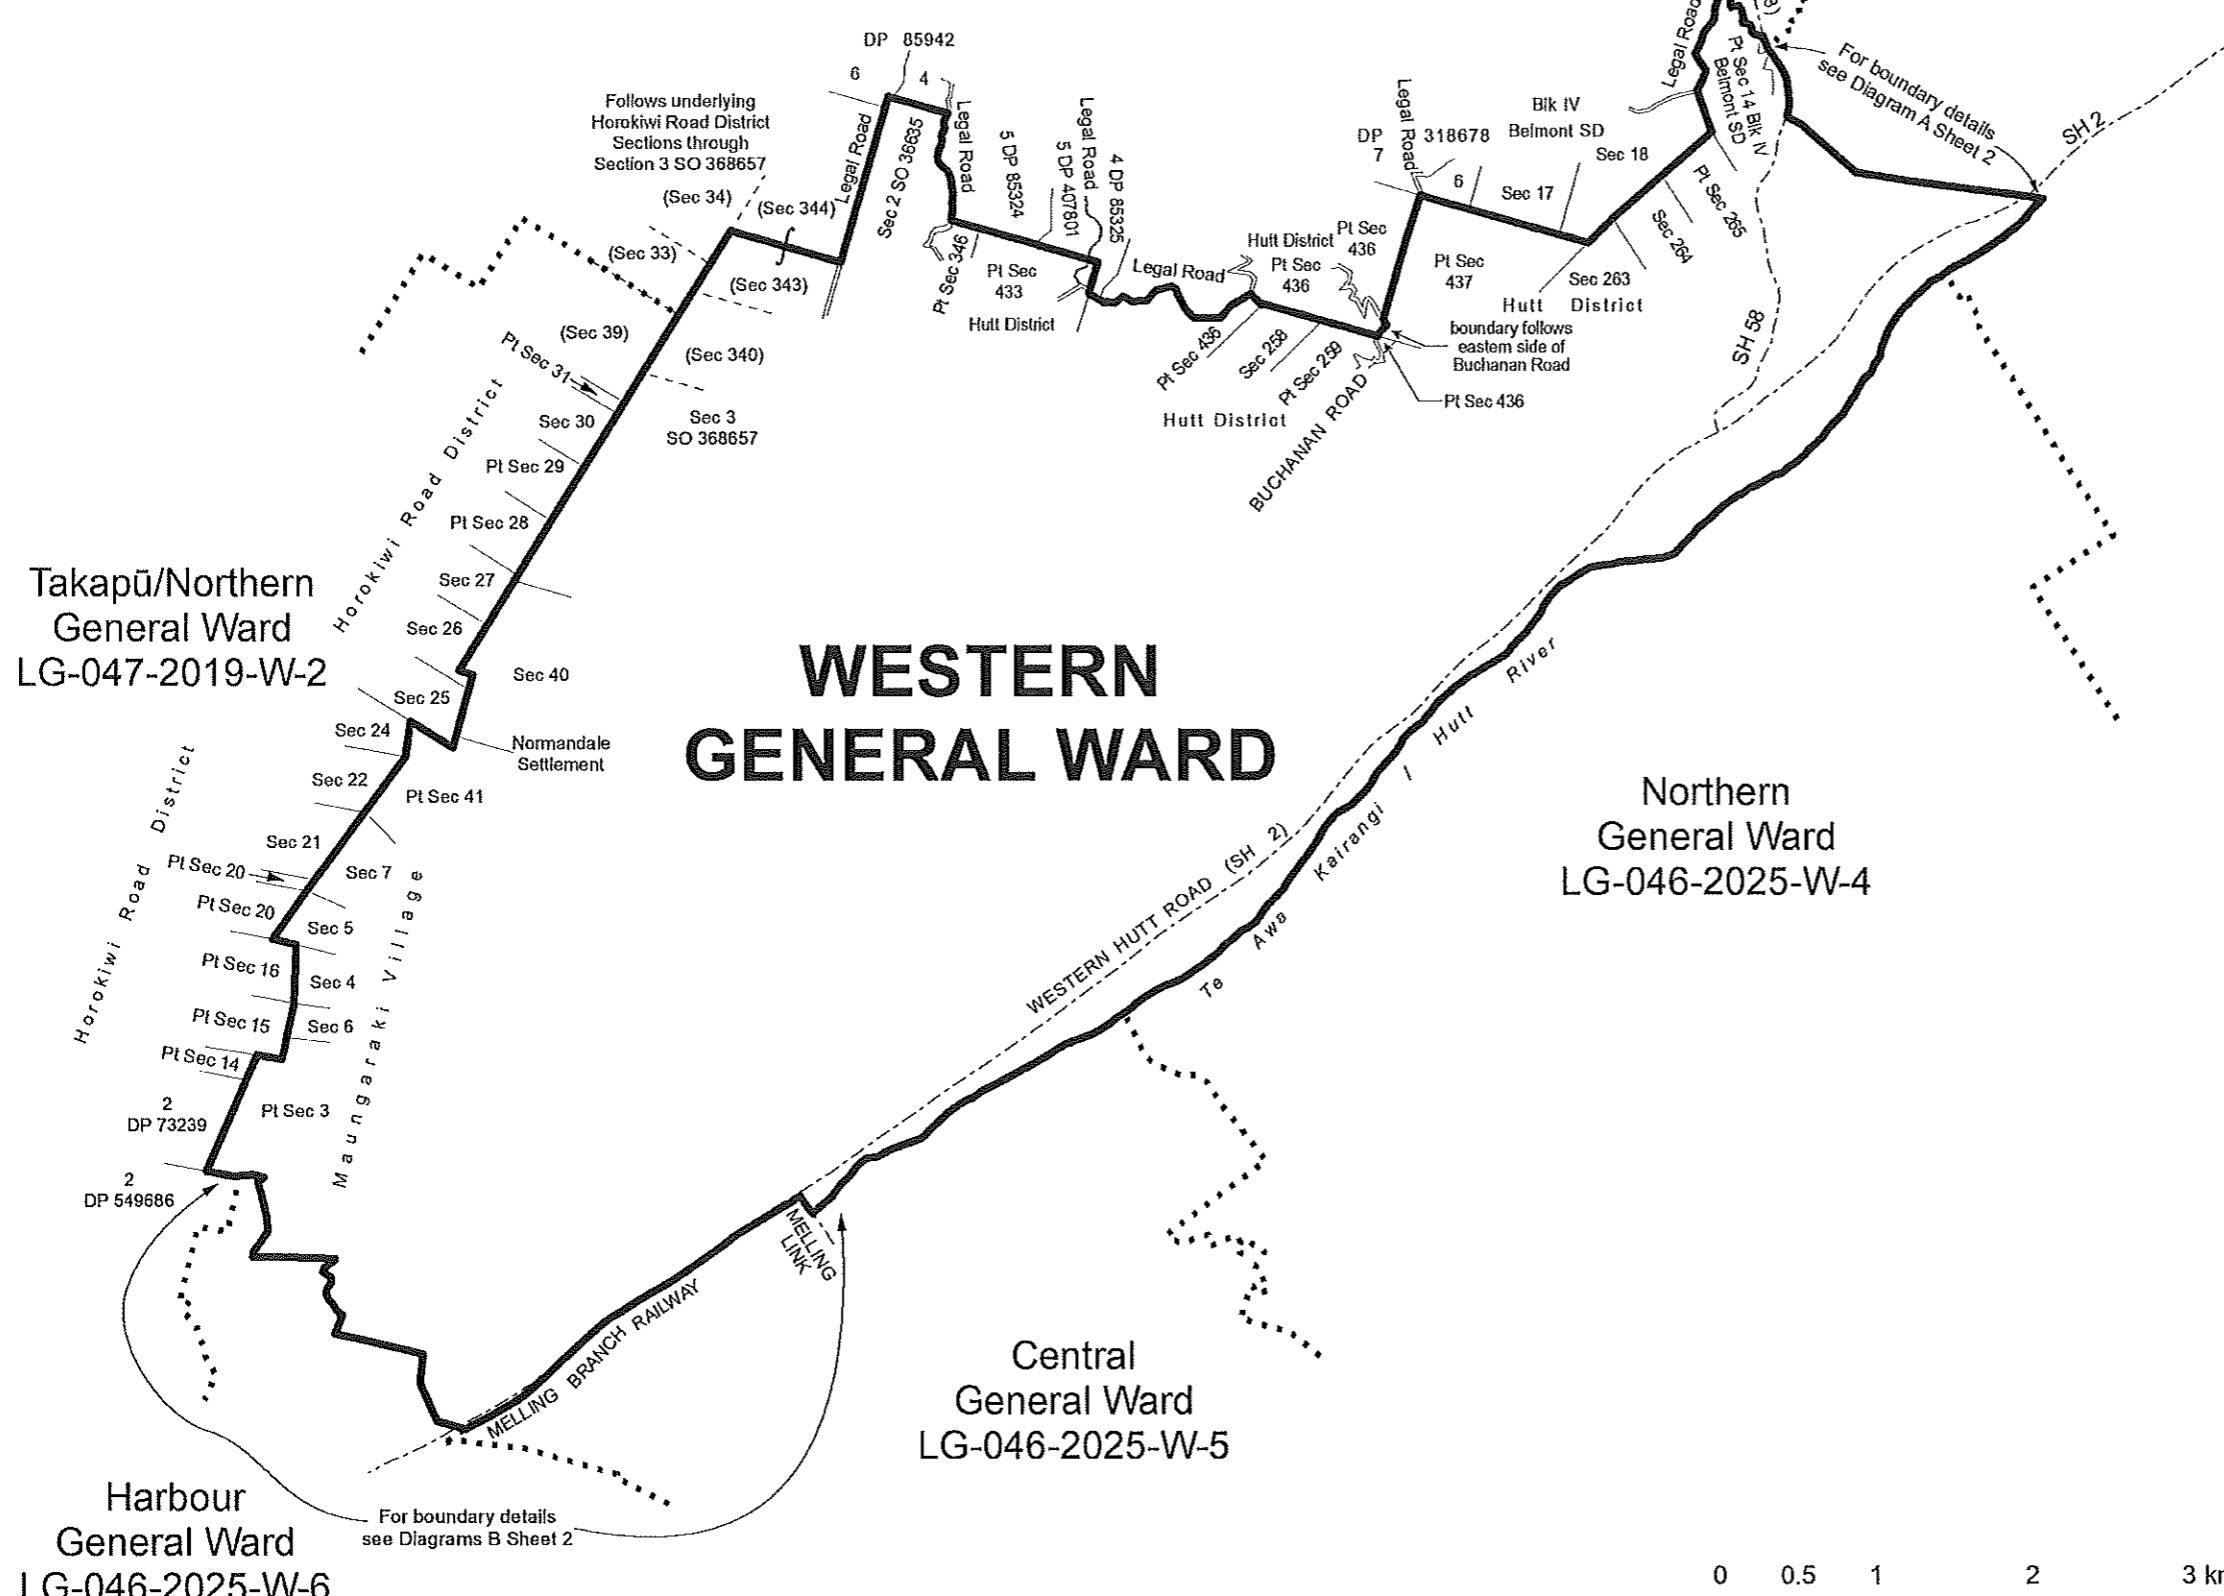 DP 85942
6
4
Legal Road
Follows underlying
Horokiwi Road District
Sections through
Section 3 SO 368657
(Sec 34)
(Sec 344)
Legal Road
Sec 2 SO 36635
Legal Road
5 DP 85324
Legal Road
5 DP 407801
4 DP 85325
Legal Road
DP 318678
7
6
Blk IV
Belmont SD
Sec 17
Sec 18
Pt Sec 14 Blk IV
Belmont SD
For boundary details
see Diagram A Sheet 2
SH 2
Pt Sec 265
Sec 264
Sec 263
Hutt District
(Sec 33)
(Sec 343)
Pt Sec 346
Pt Sec
433
Hutt District
Legal Road
Hutt District
Pt Sec
436
Pt Sec
436
Pt Sec
437
boundary follows
eastern side of
Buchanan Road
Pt Sec 436
Pt Sec 436
Sec 258
Pt Sec 259
Hutt District
BUCHANAN ROAD
SH 58
(Sec 39)
(Sec 340)
Pt Sec 31
Sec 30
Sec 3
SO 368657
Pt Sec 29
Pt Sec 28
Horokiwi Road District
Sec 27
Sec 26
Takapū/Northern
General Ward
LG-047-2019-W-2
Sec 40
Sec 25
Sec 24
Normandale
Settlement
WESTERN
GENERAL WARD
Sec 22
Pt Sec 41
Sec 21
Pt Sec 20
Sec 7
Pt Sec 20
Sec 5
Pt Sec 16
Sec 4
Pt Sec 15
Sec 6
Pt Sec 14
Pt Sec 3
2
DP 73239
2
DP 549686
Horokiwi Road District
Maungaraki Village
WESTERN HUTT ROAD (SH 2)
Te Awa Kairangi / Hutt River
Northern
General Ward
LG-046-2025-W-4
MELLING
LINK
MELLING BRANCH RAILWAY
Central
General Ward
LG-046-2025-W-5
Harbour
General Ward
LG-046-2025-W-6
For boundary details
see Diagrams B Sheet 2
0 0.5 1 2 3